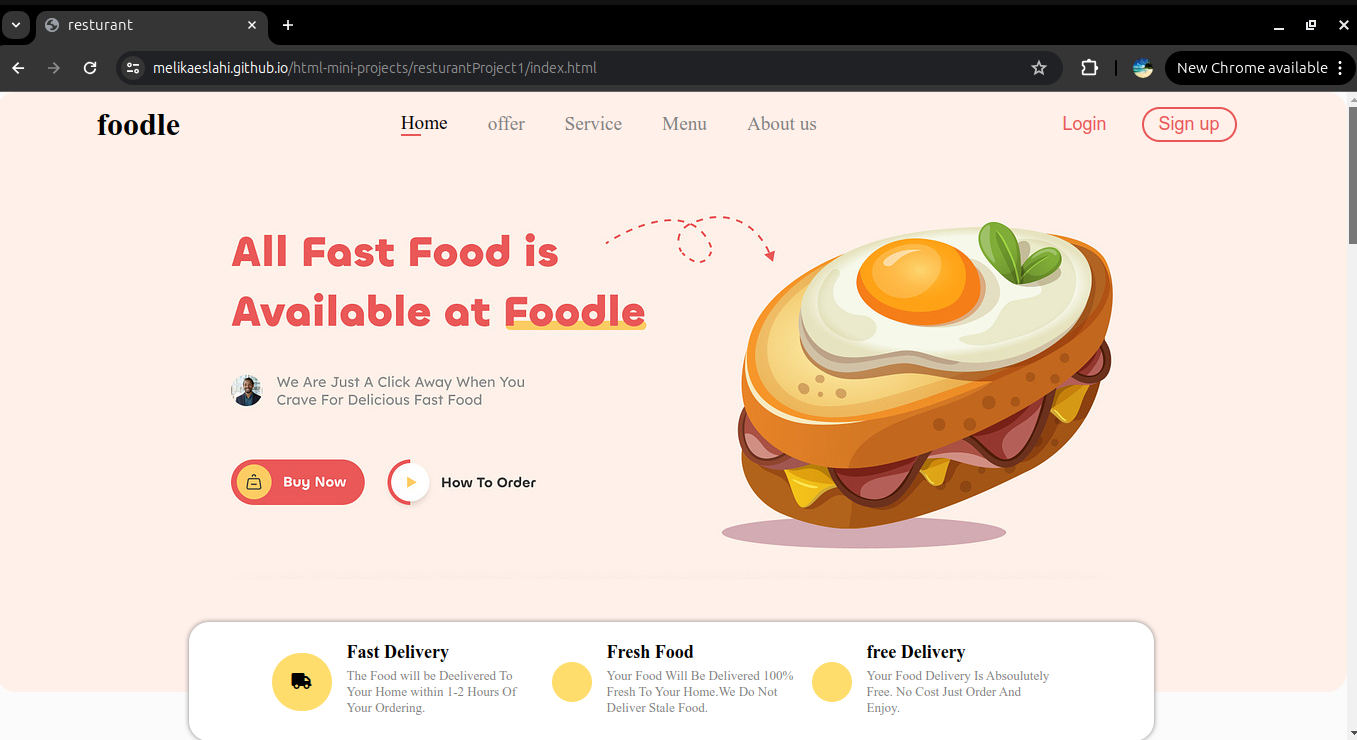 resturant
melikaeslahi.github.io/html-mini-projects/resturantProject1/index.html
New Chrome available
foodle
Home
offer
Service
Menu
About us
Login
Sign up
All Fast Food is
Available at Foodle
We Are Just A Click Away When You
Crave For Delicious Fast Food
Buy Now
How To Order
Fast Delivery
The Food will be Deelivered To
Your Home within 1-2 Hours Of
Your Ordering.
Fresh Food
Your Food Will Be Delivered 100%
Fresh To Your Home.We Do Not
Deliver Stale Food.
free Delivery
Your Food Delivery Is Absoulutely
Free. No Cost Just Order And
Enjoy.